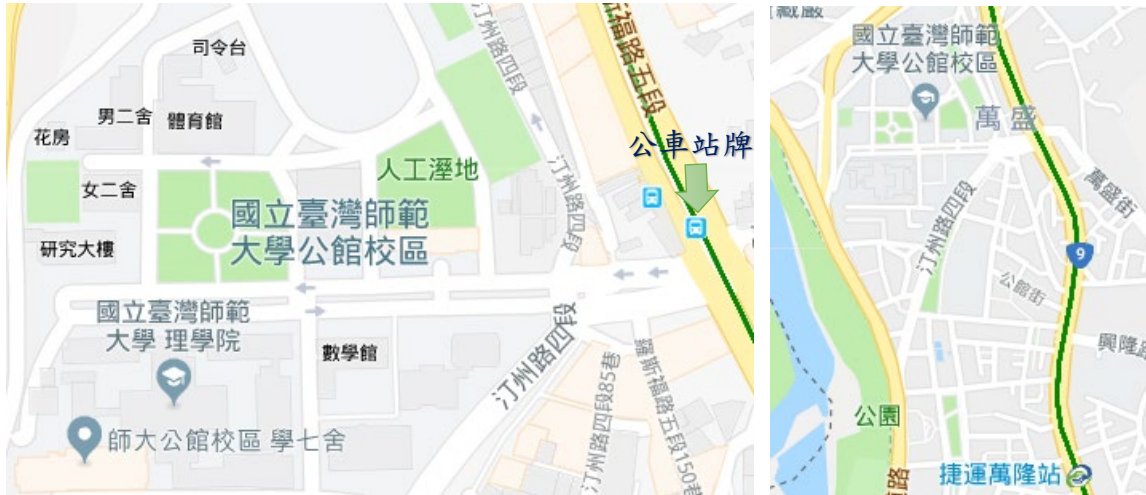 司令台
汀州路四段
斯福路五段
男二舍
體育館
花房
公車站牌
人工溼地
女二舍
國立臺灣師範
大學公館校區
研究大樓
汀州路四段
國立臺灣師範
大學 理學院
數學館
汀州路四段
汀州路四段85巷
羅斯福路五段150巷
師大公館校區 學七舍
國立臺灣師範
大學公館校區
萬盛
萬盛街
汀州路四段
9
公館街
興隆路
公園
捷運萬隆站
路